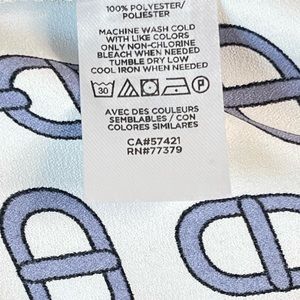 100% POLYESTER/
POLIÉSTER
MACHINE WASH COLD
WITH LIKE COLORS
ONLY NON-CHLORINE
BLEACH WHEN NEEDED
TUMBLE DRY LOW
COOL IRON WHEN NEEDED
30
AVEC DES COULEURS
SEMBLABLES / CON
COLORES SIMILARES
CA#57421
RN#77379